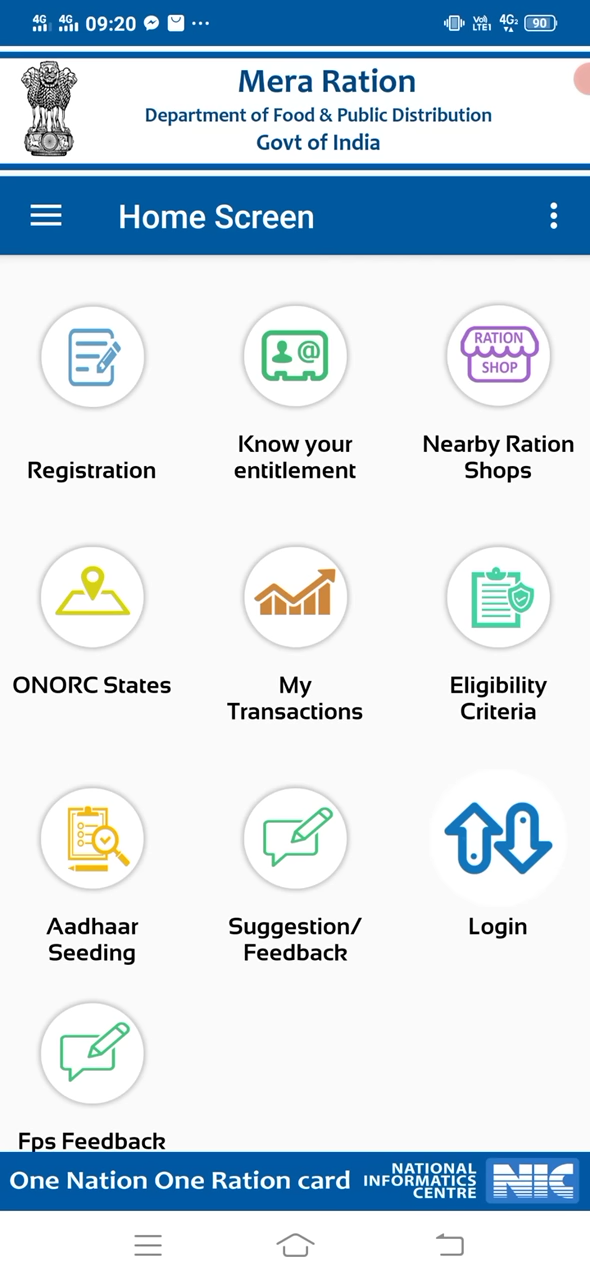 4G 4G 09:20 ... Vo) LTE1 4G2 90
Mera Ration
Department of Food & Public Distribution
Govt of India
Home Screen
RATION
SHOP
Registration
Know your
entitlement
Nearby Ration
Shops
ONORC States
My
Transactions
Eligibility
Criteria
Aadhaar
Seeding
Suggestion/
Feedback
Login
Fps Feedback
One Nation One Ration card
NATIONAL
INFORMATICS
CENTRE
NIC